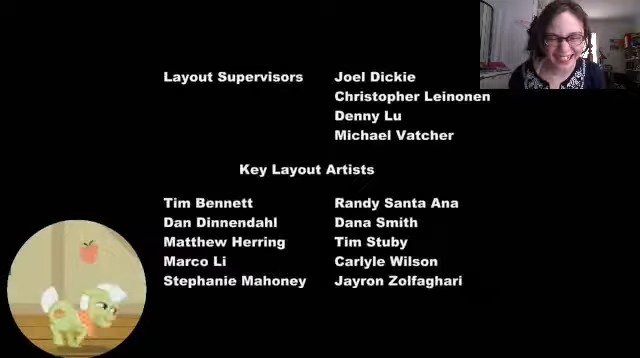 Layout Supervisors Joel Dickie
Christopher Leinonen
Denny Lu
Michael Vatcher
Key Layout Artists
Tim Bennett Randy Santa Ana
Dan Dinnendahl Dana Smith
Matthew Herring Tim Stuby
Marco Li Carlyle Wilson
Stephanie Mahoney Jayron Zolfaghari